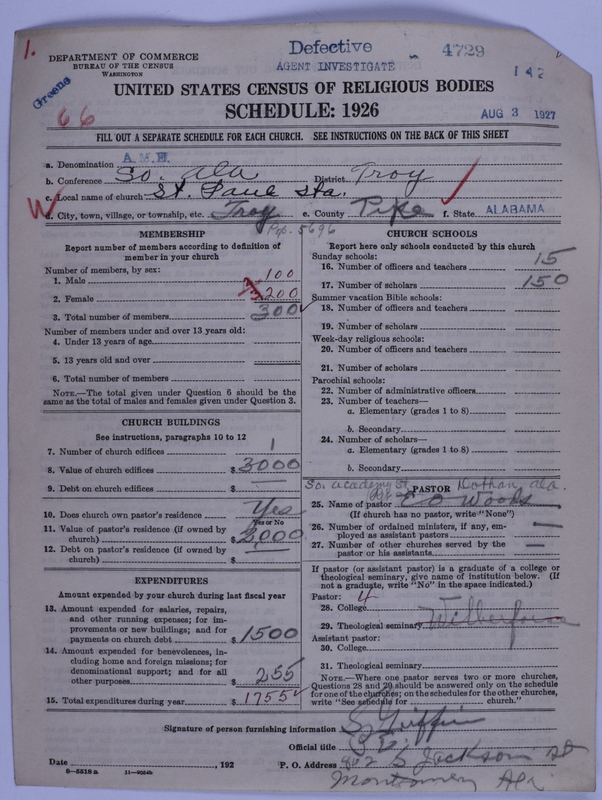 1.
DEPARTMENT OF COMMERCE
BUREAU OF THE CENSUS
WASHINGTON
Defective
4729
AGENT INVESTIGATE
142
Greene
66
UNITED STATES CENSUS OF RELIGIOUS BODIES
SCHEDULE: 1926
AUG 3 1927
FILL OUT A SEPARATE SCHEDULE FOR EACH CHURCH. SEE INSTRUCTIONS ON THE BACK OF THIS SHEET
a. Denomination A.M.E.
b. Conference So. Ala District Troy
c. Local name of church St. Paul Sta.
d. City, town, village, or township, etc. Troy e. County Pike f. State ALABAMA
Pop. 5696
MEMBERSHIP
Report number of members according to definition of
member in your church
Number of members, by sex:
1. Male 100
2. Female 200
3. Total number of members 300
Number of members under and over 13 years old:
4. Under 13 years of age
5. 13 years old and over
6. Total number of members
NOTE.—The total given under Question 6 should be the
same as the total of males and females given under Question 3.
CHURCH BUILDINGS
See instructions, paragraphs 10 to 12
7. Number of church edifices 1
8. Value of church edifices $ 3000
9. Debt on church edifices $ —
10. Does church own pastor's residence Yes
Yes or No
11. Value of pastor's residence (if owned by
church) $ 2,000
12. Debt on pastor's residence (if owned by
church) $ —
EXPENDITURES
Amount expended by your church during last fiscal year
13. Amount expended for salaries, repairs,
and other running expenses; for im-
provements or new buildings; and for
payments on church debt $ 1500
14. Amount expended for benevolences, in-
cluding home and foreign missions; for
denominational support; and for all
other purposes $ 255
15. Total expenditures during year $ 1755
CHURCH SCHOOLS
Report here only schools conducted by this church
Sunday schools:
16. Number of officers and teachers 15
17. Number of scholars 150
Summer vacation Bible schools:
18. Number of officers and teachers
19. Number of scholars
Week-day religious schools:
20. Number of officers and teachers
21. Number of scholars
Parochial schools:
22. Number of administrative officers
23. Number of teachers—
a. Elementary (grades 1 to 8)
b. Secondary
24. Number of scholars—
a. Elementary (grades 1 to 8)
b. Secondary
So. Academy St. Dothan, Ala.
PASTOR
25. Name of pastor E O Woods
(If church has no pastor, write "None")
26. Number of ordained ministers, if any, em-
ployed as assistant pastors —
27. Number of other churches served by the
pastor or his assistants —
If pastor (or assistant pastor) is a graduate of a college or
theological seminary, give name of institution below. (If
not a graduate, write "No" in the space indicated.)
Pastor: 4
28. College
29. Theological seminary Wilberforce
Assistant pastor:
30. College
31. Theological seminary
NOTE.—Where one pastor serves two or more churches,
Questions 28 and 29 should be answered only on the schedule
for one of the churches; on the schedules for the other churches,
write "See schedule for church."
Signature of person furnishing information S Griffin
Official title P. E.
Date , 192 P. O. Address 802 S Jackson St
8—5518 a 11—9054b
Montgomery Ala